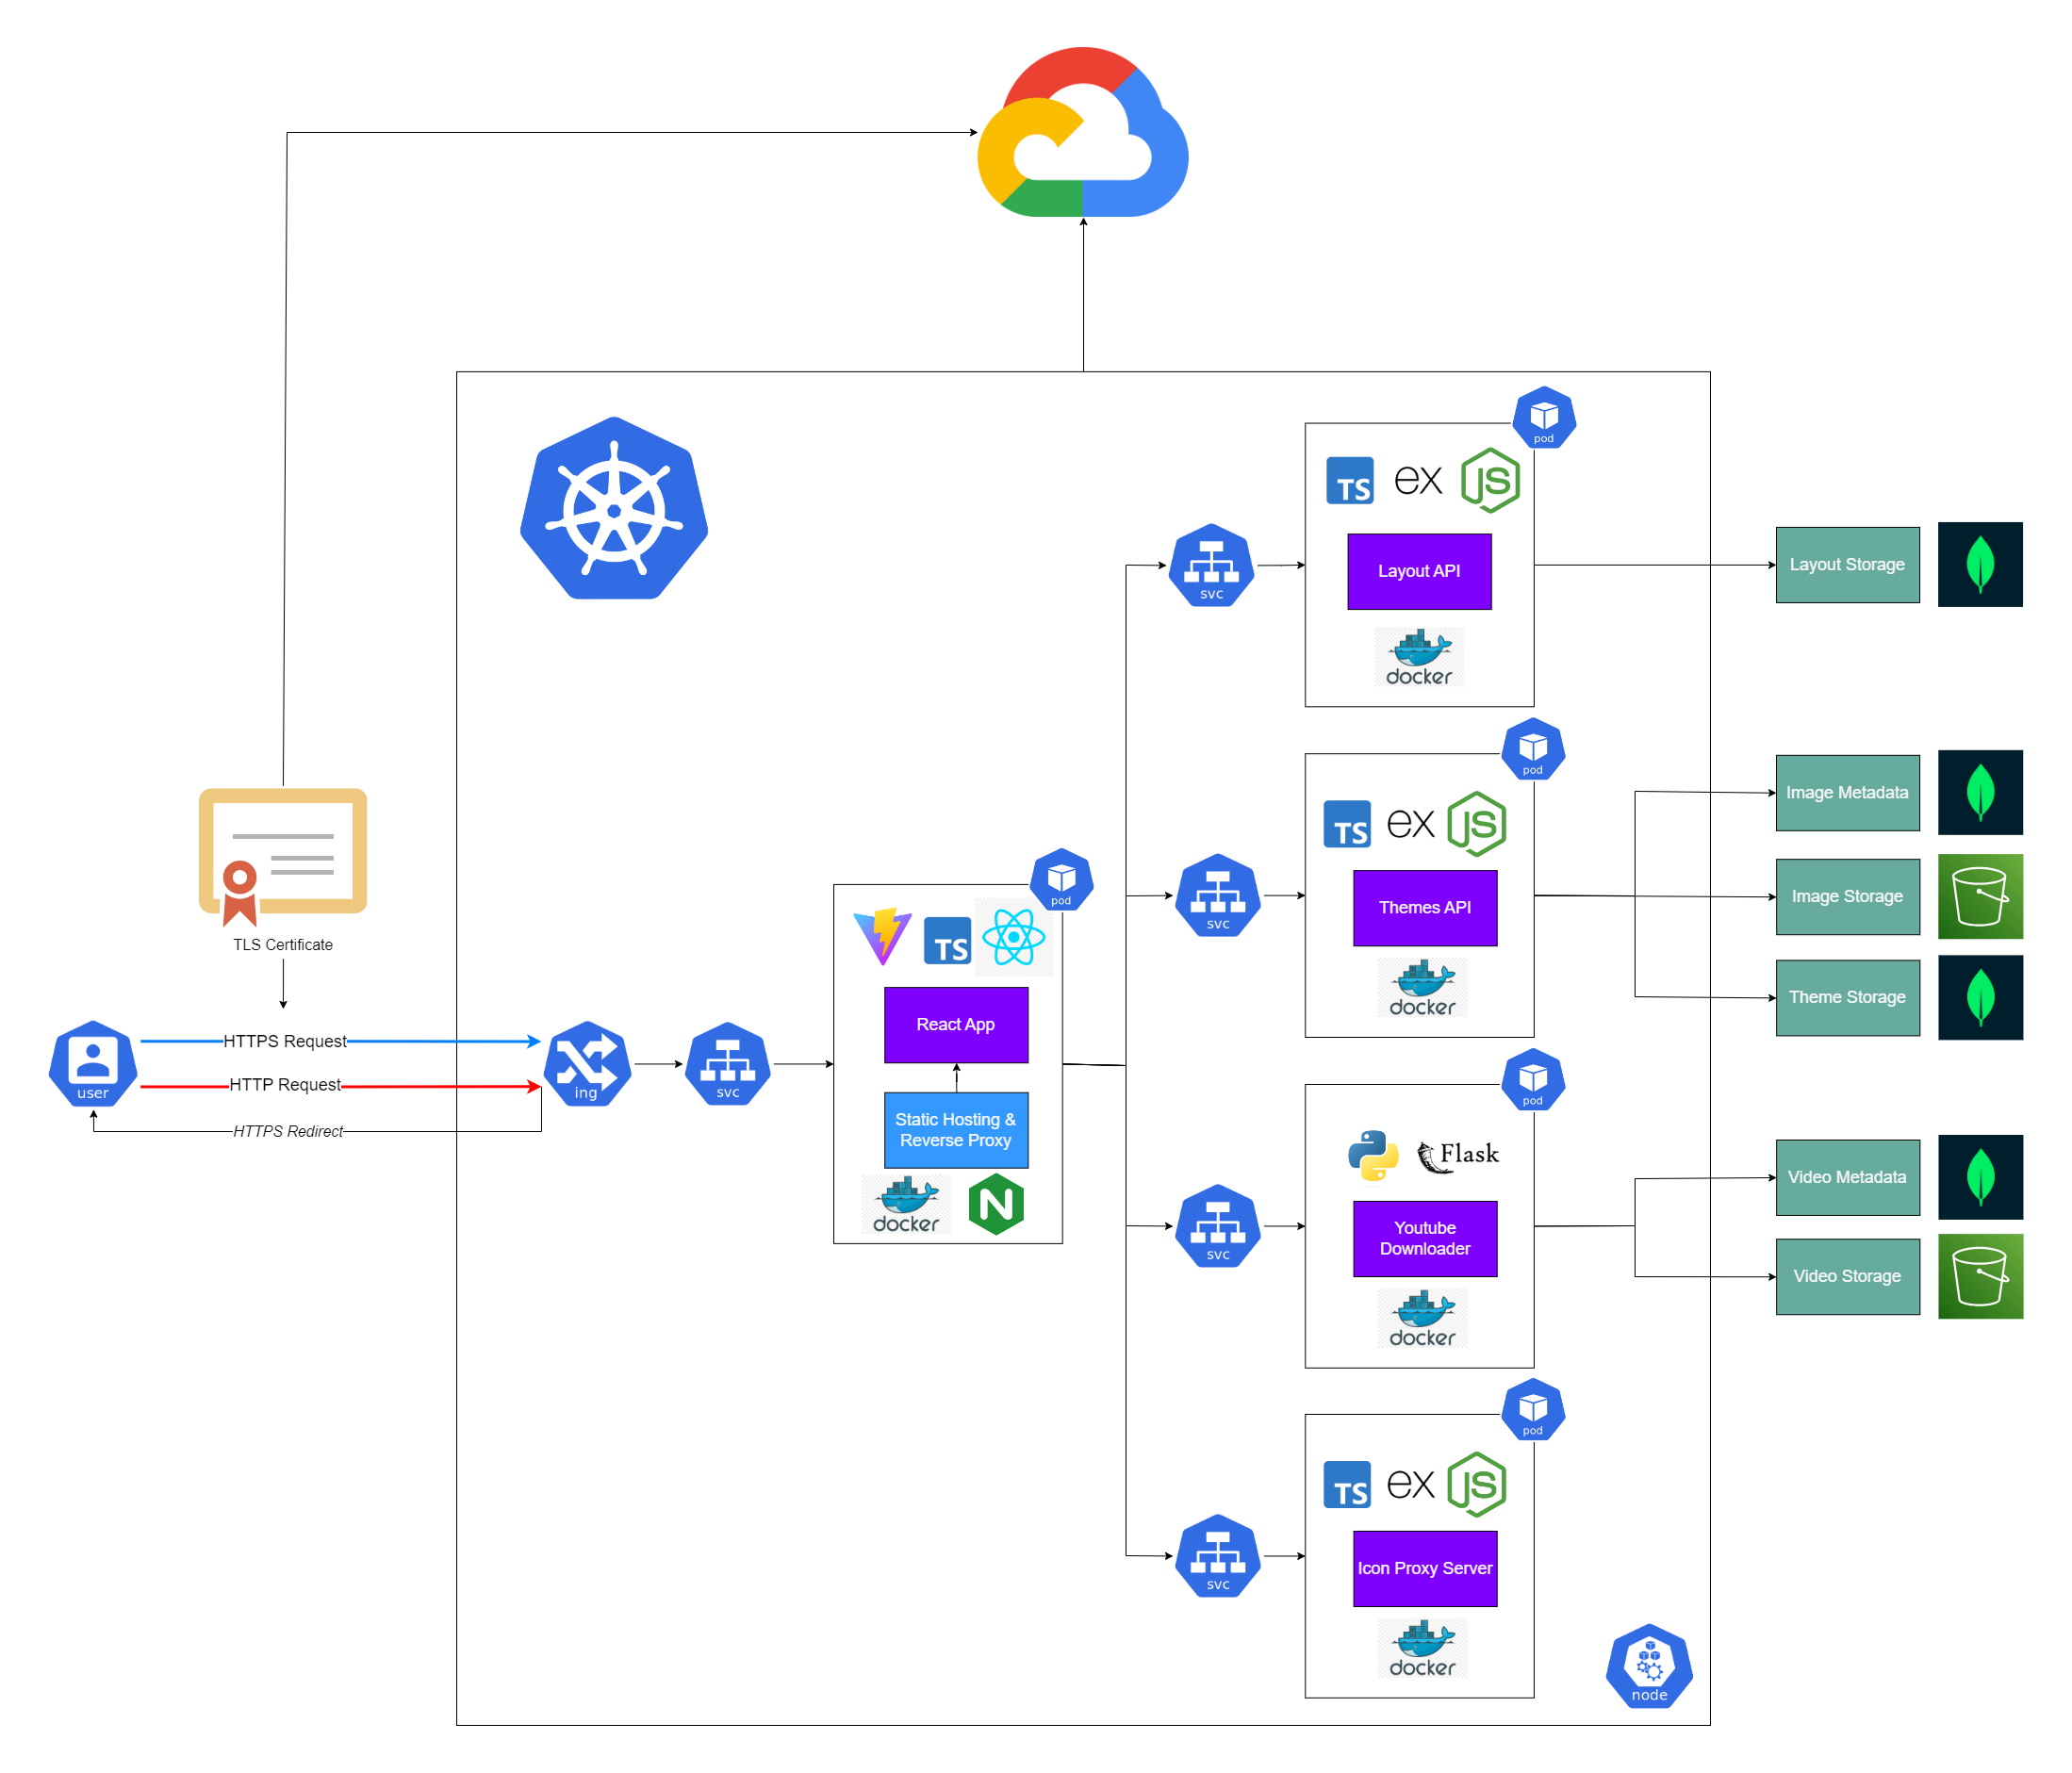 pod
TS
ex
JS
Layout API
svc
docker
Layout Storage
pod
TS
ex
JS
Themes API
svc
docker
Image Metadata
Image Storage
Theme Storage
TLS Certificate
HTTPS Request
HTTP Request
HTTPS Redirect
user
ing
svc
pod
TS
React App
Static Hosting &
Reverse Proxy
docker
N
pod
Flask
Youtube
Downloader
svc
docker
Video Metadata
Video Storage
pod
TS
ex
JS
Icon Proxy Server
svc
docker
node